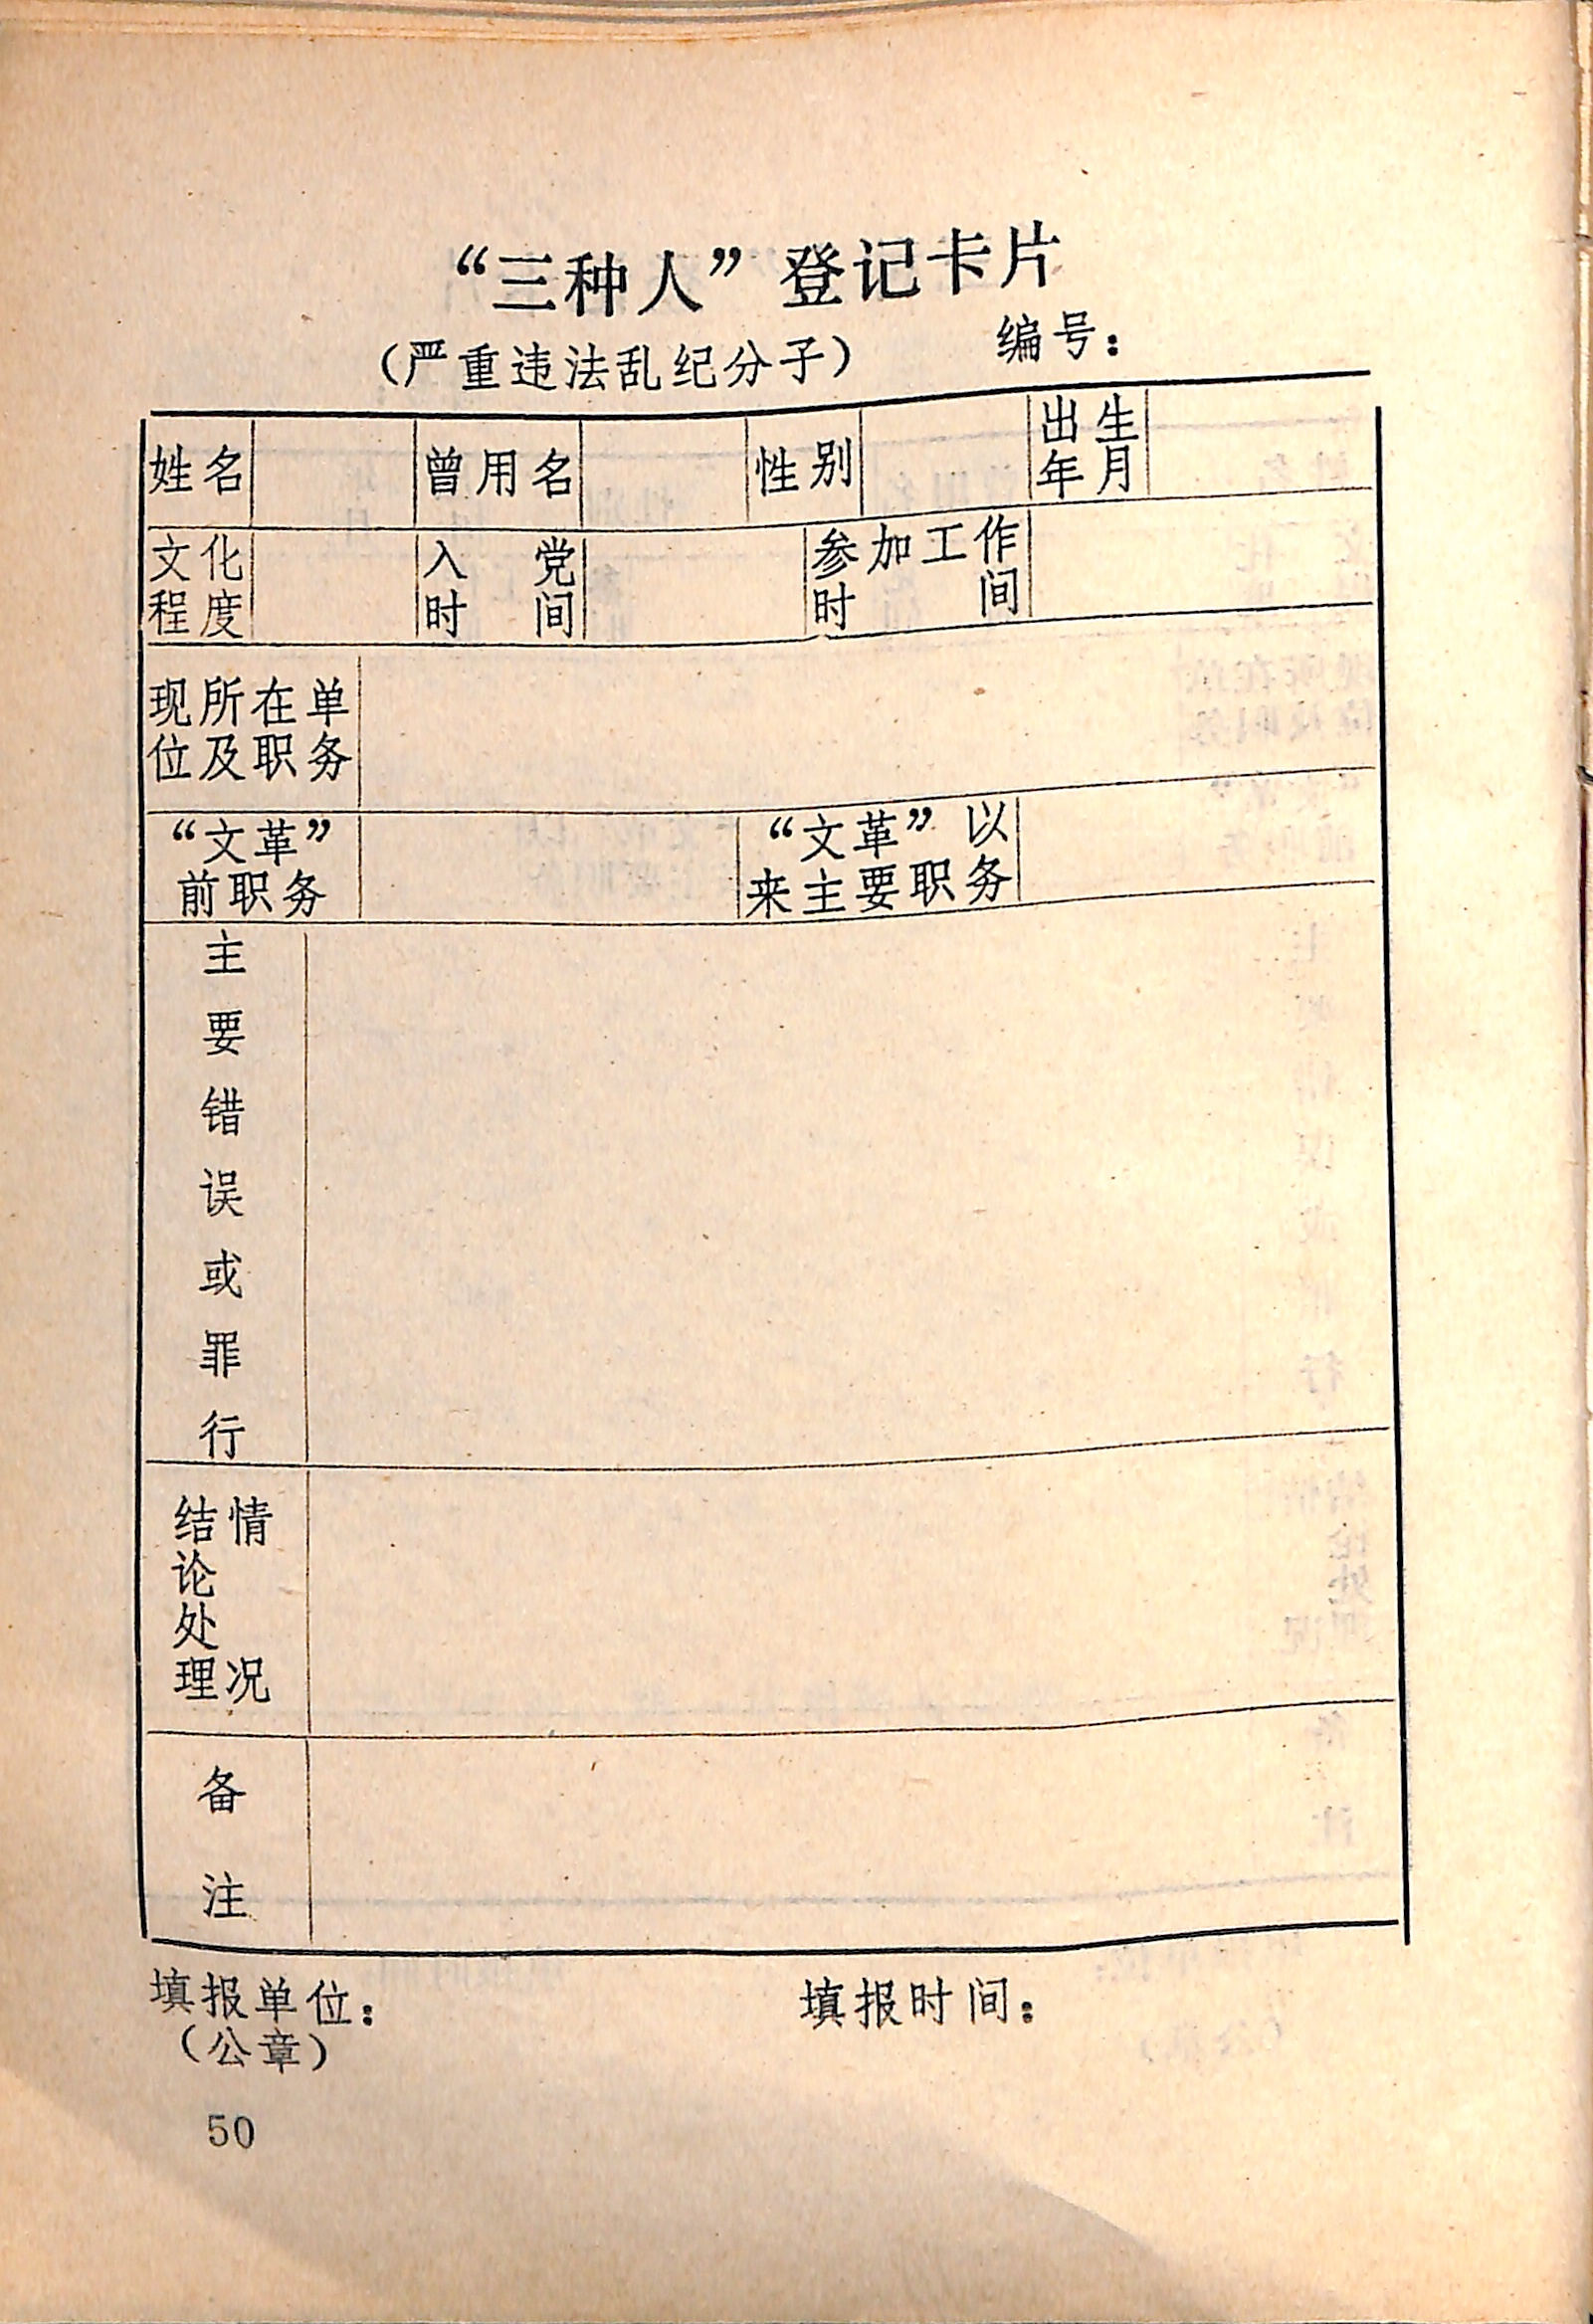 “三种人”登记卡片
（严重违法乱纪分子） 编号：
姓名 曾用名 性别 出生年月
文化程度 入党时间 参加工作时间
现所在单位及职务
“文革”前职务 “文革”以来主要职务
主要错误或罪行
结论处理情况
备注
填报单位： 填报时间：
（公章）
50